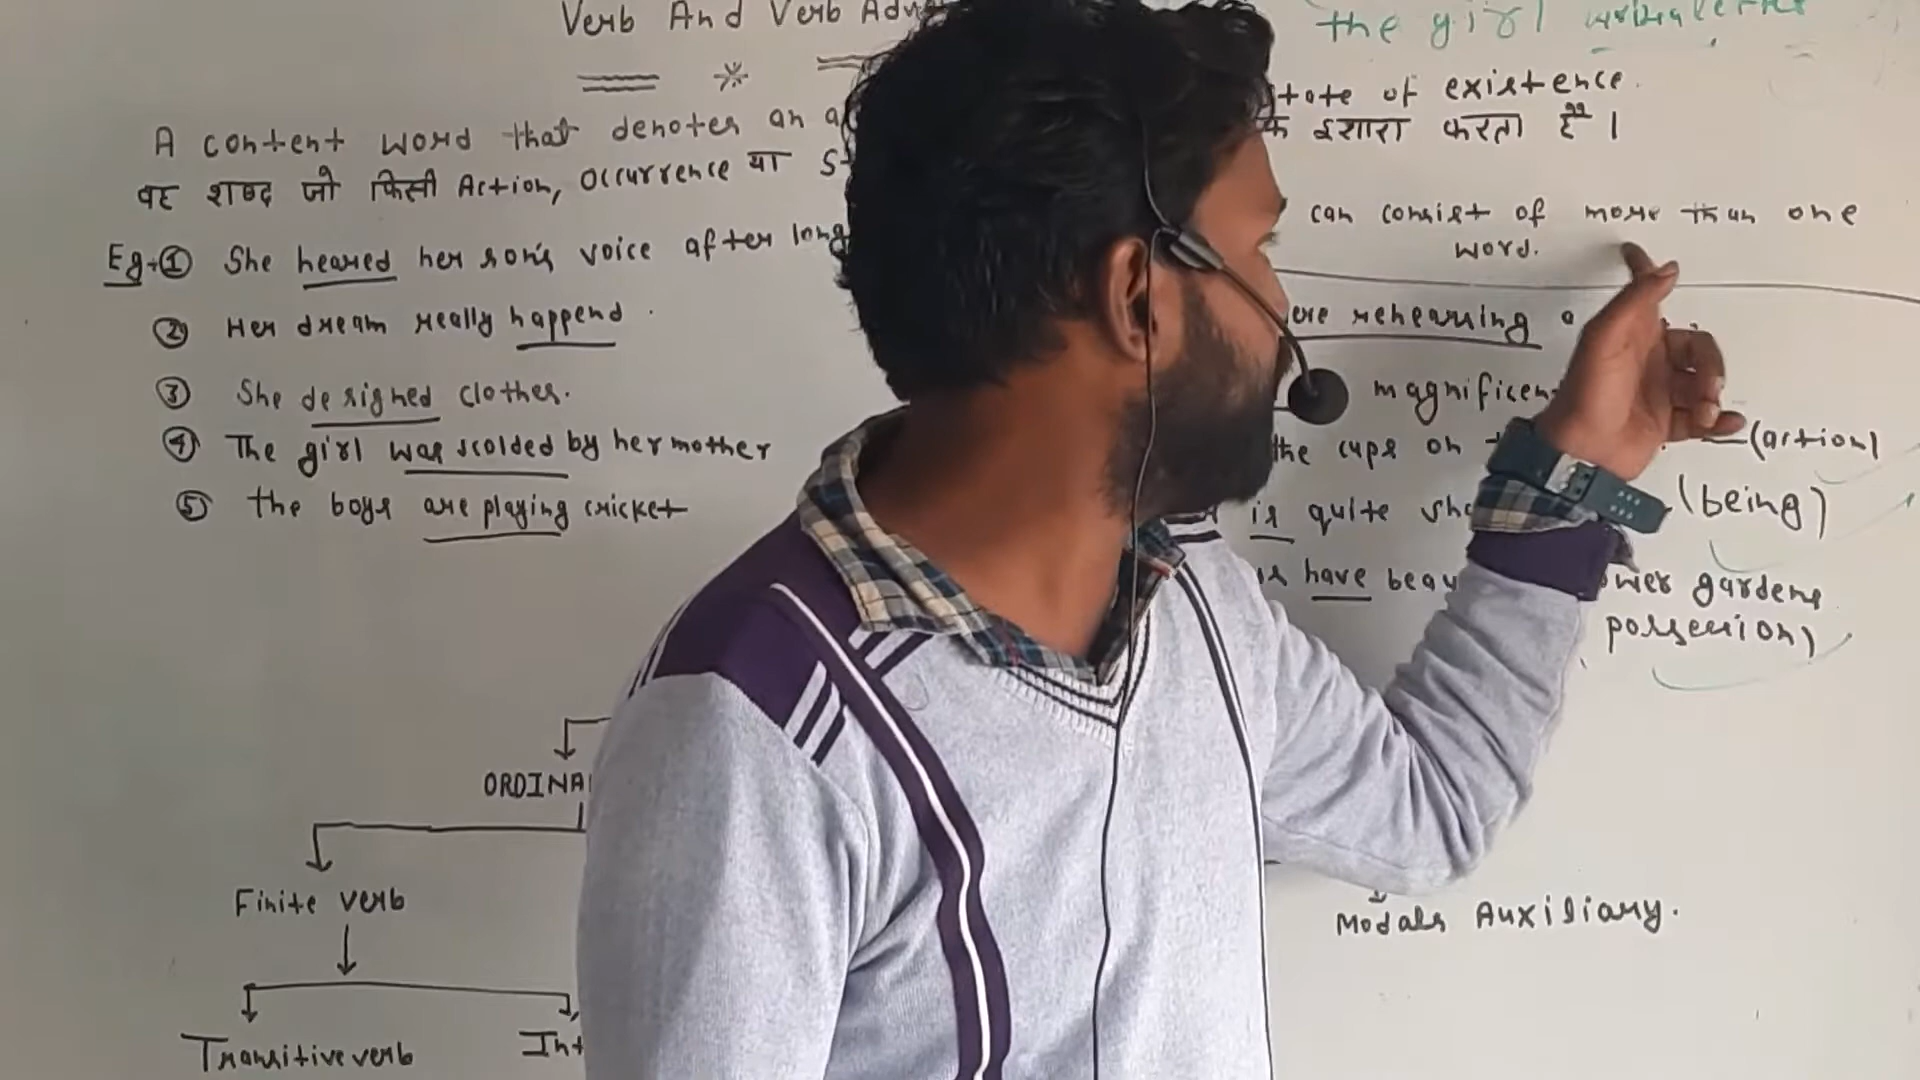 Verb And Verb Adv
the girl
A content word that denotes an a
state of existence.
वह शब्द जो किसी Action, Occurrence या S
के इशारा करता है ।
can consist of more than one
word.
Eg→① She heared her son's voice after long
② Her dream really happend.
③ She designed clothes.
④ The girl was scolded by her mother
⑤ the boys are playing cricket
ere rehearsing a
magnificen
the cups on t (action)
is quite sho (being)
have beau ower gardens
possession)
ORDINA
Finite verb
Modals Auxiliary.
Transitive verb
Int